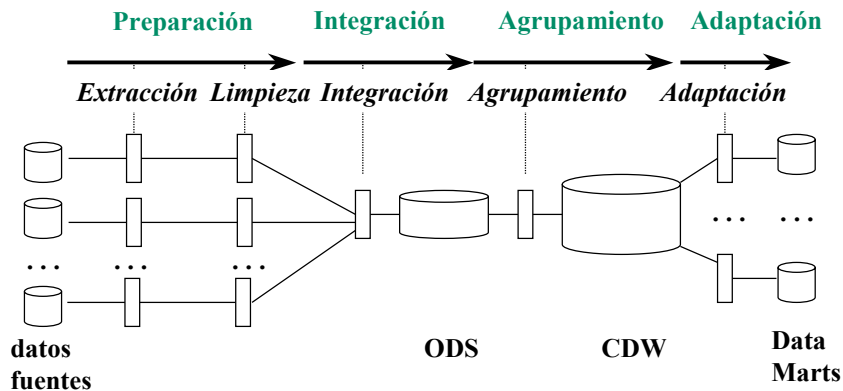 Preparación Integración Agrupamiento Adaptación
Extracción Limpieza Integración Agrupamiento Adaptación
... ...
... ... ...
datos fuentes
ODS
CDW
Data Marts